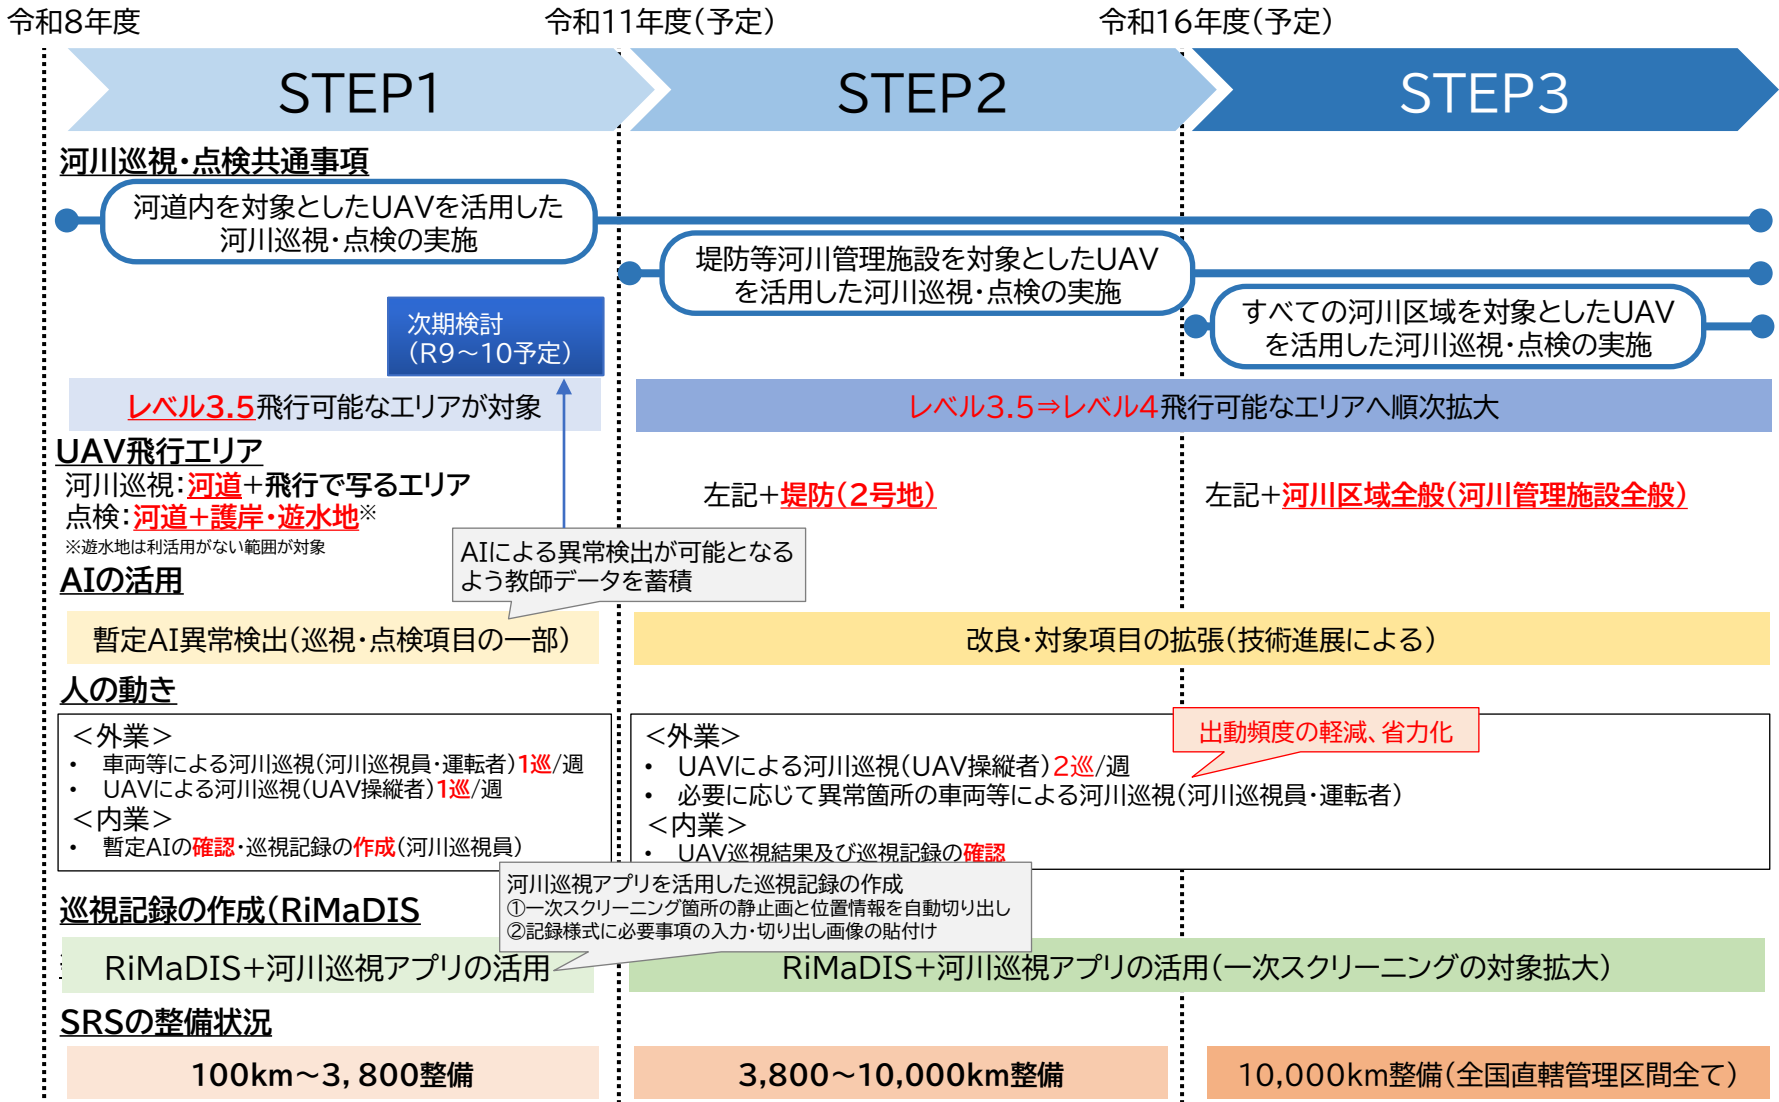 令和8年度
令和11年度(予定)
令和16年度(予定)
STEP1
STEP2
STEP3
河川巡視・点検共通事項
河道内を対象としたUAVを活用した
河川巡視・点検の実施
堤防等河川管理施設を対象としたUAV
を活用した河川巡視・点検の実施
すべての河川区域を対象としたUAV
を活用した河川巡視・点検の実施
次期検討
(R9～10予定)
レベル3.5飛行可能なエリアが対象
レベル3.5⇒レベル4飛行可能なエリアへ順次拡大
UAV飛行エリア
河川巡視：河道+飛行で写るエリア
点検：河道+護岸・遊水地※
※遊水地は利活用がない範囲が対象
左記+堤防(2号地)
左記+河川区域全般(河川管理施設全般)
AIによる異常検出が可能となる
よう教師データを蓄積
AIの活用
暫定AI異常検出(巡視・点検項目の一部)
改良・対象項目の拡張(技術進展による)
人の動き
＜外業＞
・ 車両等による河川巡視(河川巡視員・運転者)1巡/週
・ UAVによる河川巡視(UAV操縦者)1巡/週
＜内業＞
・ 暫定AIの確認・巡視記録の作成(河川巡視員)
＜外業＞
・ UAVによる河川巡視(UAV操縦者)2巡/週
・ 必要に応じて異常箇所の車両等による河川巡視(河川巡視員・運転者)
＜内業＞
・ UAV巡視結果及び巡視記録の確認
出動頻度の軽減、省力化
河川巡視アプリを活用した巡視記録の作成
①一次スクリーニング箇所の静止画と位置情報を自動切り出し
②記録様式に必要事項の入力・切り出し画像の貼付け
巡視記録の作成(RiMaDIS
RiMaDIS+河川巡視アプリの活用
RiMaDIS+河川巡視アプリの活用(一次スクリーニングの対象拡大)
SRSの整備状況
100km～3,800整備
3,800～10,000km整備
10,000km整備(全国直轄管理区間全て)